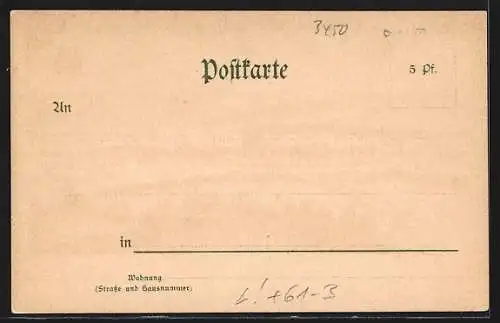 3450
Postkarte
5 Pf.
An
in
Wohnung
(Straße und Hausnummer)
L! +61-3